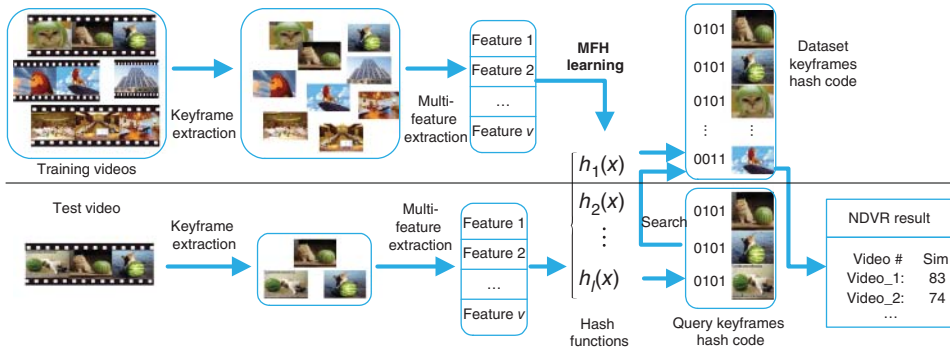 Training videos
Keyframe
extraction
Multi-
feature
extraction
Feature 1
Feature 2
...
Feature v
MFH
learning
0101
0101
0101
⋮ ⋮
0011
Dataset
keyframes
hash code
Test video
Keyframe
extraction
Multi-
feature
extraction
Feature 1
Feature 2
...
Feature v
h1(x)
h2(x)
⋮
hl(x)
Hash
functions
Search
0101
0101
0101
Query keyframes
hash code
NDVR result
Video # Sim
Video_1: 83
Video_2: 74
...